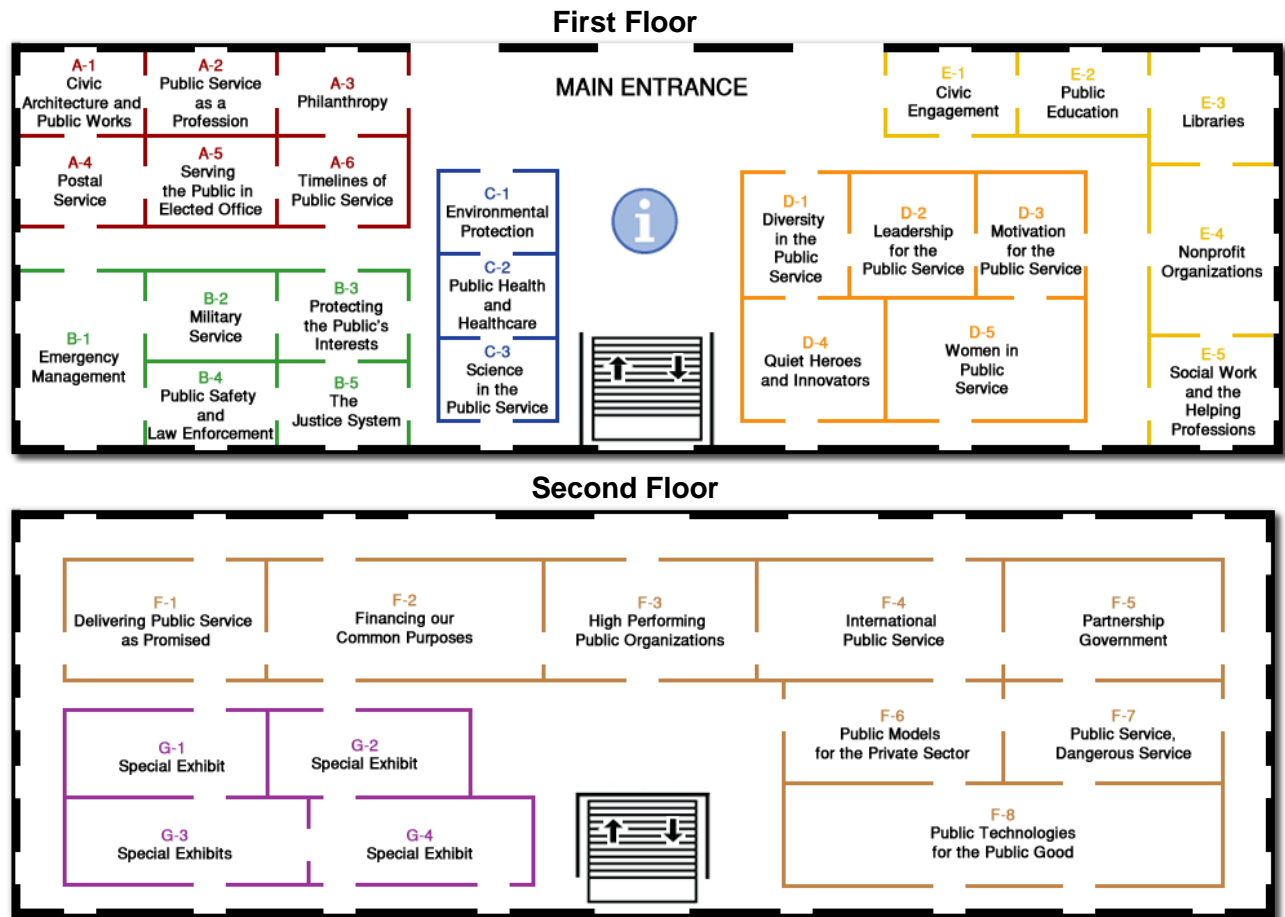 First Floor
MAIN ENTRANCE
A-1
Civic
Architecture and
Public Works
A-2
Public Service
as a
Profession
A-3
Philanthropy
A-4
Postal
Service
A-5
Serving
the Public in
Elected Office
A-6
Timelines of
Public Service
B-1
Emergency
Management
B-2
Military
Service
B-3
Protecting
the Public's
Interests
B-4
Public Safety
and
Law Enforcement
B-5
The
Justice System
C-1
Environmental
Protection
C-2
Public Health
and
Healthcare
C-3
Science
in the
Public Service
i
D-1
Diversity
in the
Public
Service
D-2
Leadership
for the
Public Service
D-3
Motivation
for the
Public Service
D-4
Quiet Heroes
and Innovators
D-5
Women in
Public
Service
E-1
Civic
Engagement
E-2
Public
Education
E-3
Libraries
E-4
Nonprofit
Organizations
E-5
Social Work
and the
Helping
Professions
Second Floor
F-1
Delivering Public Service
as Promised
F-2
Financing our
Common Purposes
F-3
High Performing
Public Organizations
F-4
International
Public Service
F-5
Partnership
Government
F-6
Public Models
for the Private Sector
F-7
Public Service,
Dangerous Service
F-8
Public Technologies
for the Public Good
G-1
Special Exhibit
G-2
Special Exhibit
G-3
Special Exhibits
G-4
Special Exhibit